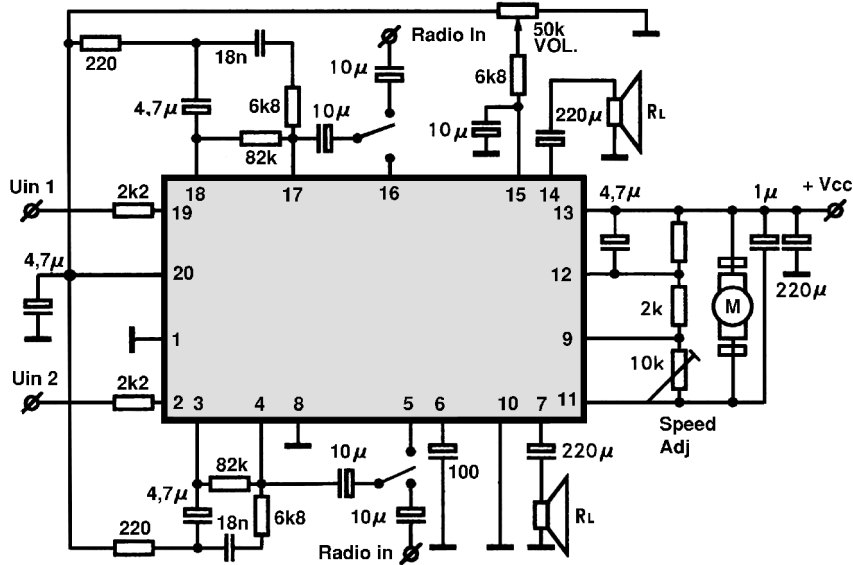 50k
VOL.
Radio In
220
18n
10µ
6k8
4,7µ
6k8
10µ
10µ
220µ
RL
82k
Uin 1
2k2
18
17
16
15
14
4,7µ
1µ
+ Vcc
19
13
4,7µ
20
12
220µ
2k
M
1
9
10k
Uin 2
2k2
2
3
4
8
5
6
10
7
11
Speed
Adj
82k
10µ
100
220µ
4,7µ
18n
6k8
10µ
RL
220
Radio in